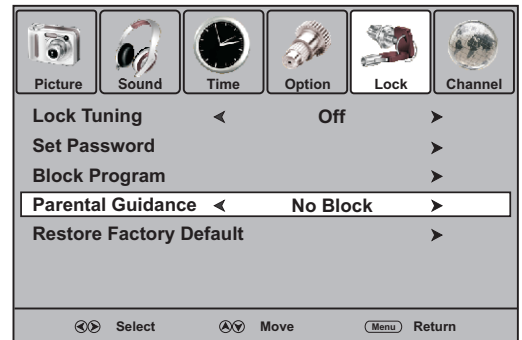 Picture Sound Time Option Lock Channel
Lock Tuning Off
Set Password
Block Program
Parental Guidance No Block
Restore Factory Default
Select Move Menu Return